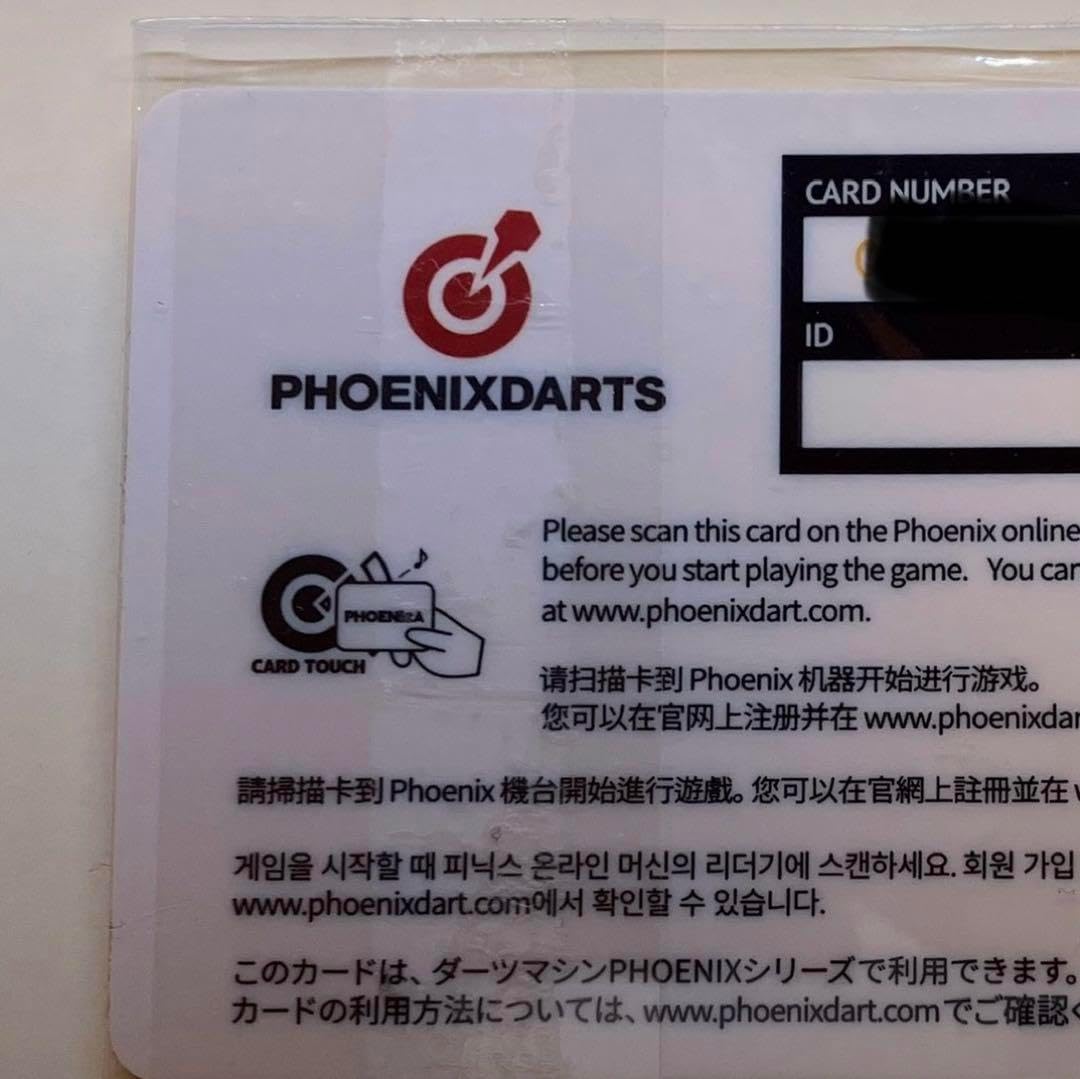 CARD NUMBER
ID
PHOENIXDARTS
CARD TOUCH
Please scan this card on the Phoenix online
before you start playing the game. You can
at www.phoenixdart.com.
请扫描卡到 Phoenix 机器开始进行游戏。
您可以在官网上注册并在 www.phoenixdar
請掃描卡到 Phoenix 機台開始進行遊戲。您可以在官網上註冊並在 w
게임을 시작할 때 피닉스 온라인 머신의 리더기에 스캔하세요. 회원 가입
www.phoenixdart.com에서 확인할 수 있습니다.
このカードは、ダーツマシンPHOENIXシリーズで利用できます。
カードの利用方法については、www.phoenixdart.comでご確認く